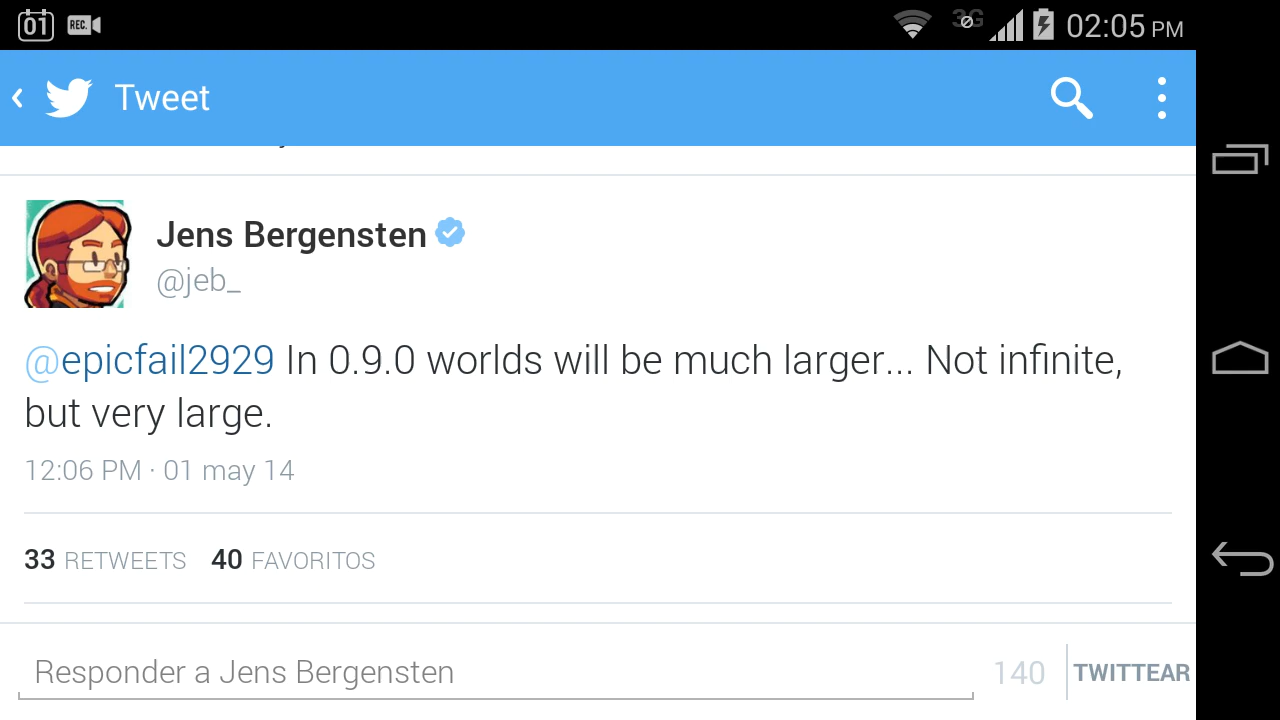 01 REC. 3G 02:05 PM
Tweet
Jens Bergensten
@jeb_
@epicfail2929 In 0.9.0 worlds will be much larger... Not infinite,
but very large.
12:06 PM · 01 may 14
33 RETWEETS 40 FAVORITOS
Responder a Jens Bergensten 140 TWITTEAR